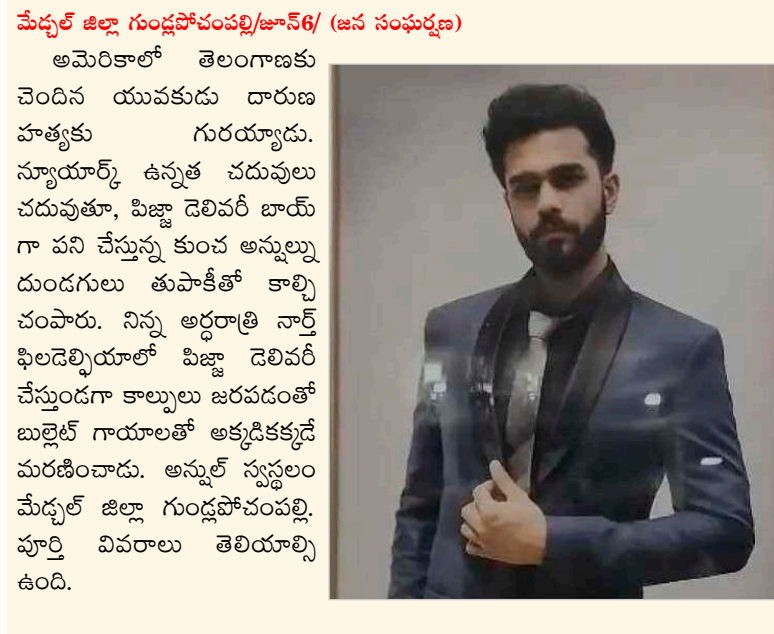 మేడ్చల్ జిల్లా గుండ్లపోచంపల్లి/జూన్6/ (జన సంఘర్షణ)
అమెరికాలో తెలంగాణకు
చెందిన యువకుడు దారుణ
హత్యకు గురయ్యాడు.
న్యూయార్క్ ఉన్నత చదువులు
చదువుతూ, పిజ్జా డెలివరీ బాయ్
గా పని చేస్తున్న కుంచ అన్షుల్ను
దుండగులు తుపాకీతో కాల్చి
చంపారు. నిన్న అర్ధరాత్రి నార్త్
ఫిలడెల్ఫియాలో పిజ్జా డెలివరీ
చేస్తుండగా కాల్పులు జరపడంతో
బుల్లెట్ గాయాలతో అక్కడికక్కడే
మరణించాడు. అన్షుల్ స్వస్థలం
మేడ్చల్ జిల్లా గుండ్లపోచంపల్లి.
పూర్తి వివరాలు తెలియాల్సి
ఉంది.